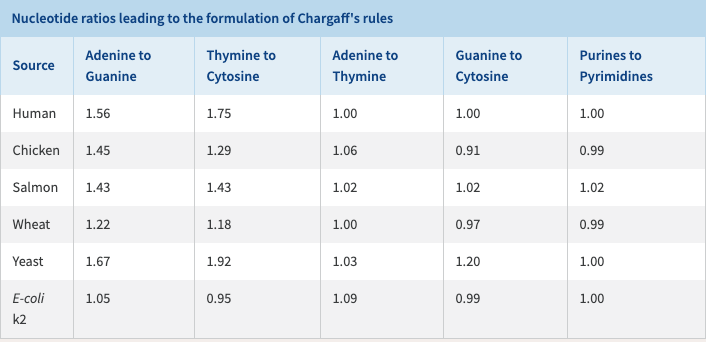 Nucleotide ratios leading to the formulation of Chargaff's rules
Source Adenine to Guanine Thymine to Cytosine Adenine to Thymine Guanine to Cytosine Purines to Pyrimidines
Human 1.56 1.75 1.00 1.00 1.00
Chicken 1.45 1.29 1.06 0.91 0.99
Salmon 1.43 1.43 1.02 1.02 1.02
Wheat 1.22 1.18 1.00 0.97 0.99
Yeast 1.67 1.92 1.03 1.20 1.00
E-coli k2 1.05 0.95 1.09 0.99 1.00